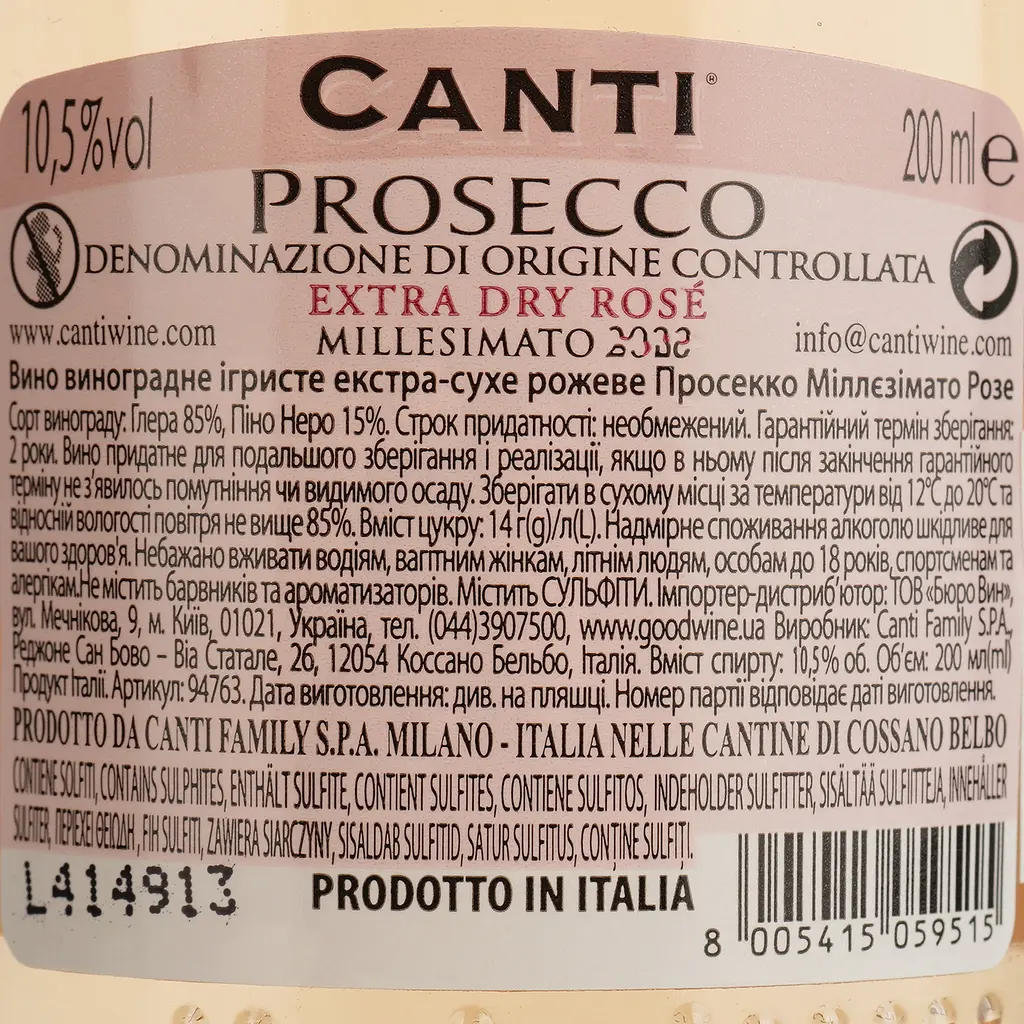 CANTI®
10,5%vol
200 ml e
PROSECCO
DENOMINAZIONE DI ORIGINE CONTROLLATA
EXTRA DRY ROSÉ
www.cantiwine.com
MILLESIMATO
info@cantiwine.com
Вино виноградне ігристе екстра-сухе рожеве Просекко Міллєзімато Розе
Сорт винограду: Глера 85%, Піно Неро 15%. Строк придатності: необмежений. Гарантійний термін зберігання:
2 роки. Вино придатне для подальшого зберігання і реалізації, якщо в ньому після закінчення гарантійного
терміну не з'явилось помутніння чи видимого осаду. Зберігати в сухому місці за температури від 12°С до 20°С та
відносній вологості повітря не вище 85%. Вміст цукру: 14 г(g)/л(L). Надмірне споживання алкоголю шкідливе для
вашого здоров'я. Небажано вживати водіям, вагітним жінкам, літнім людям, особам до 18 років, спортсменам та
алергікам.Не містить барвників та ароматизаторів. Містить СУЛЬФІТИ. Імпортер-дистриб'ютор: ТОВ «Бюро Вин»,
вул. Мечнікова, 9, м. Київ, 01021, Україна, тел. (044)3907500, www.goodwine.ua Виробник: Canti Family S.P.A.,
Реджоне Сан Бово – Віа Статале, 26, 12054 Коссано Бельбо, Італія. Вміст спирту: 10,5% об. Об'єм: 200 мл(ml)
Продукт Італії. Артикул: 94763. Дата виготовлення: див. на пляшці. Номер партії відповідає даті виготовлення.
PRODOTTO DA CANTI FAMILY S.P.A. MILANO - ITALIA NELLE CANTINE DI COSSANO BELBO
CONTIENE SOLFITI, CONTAINS SULPHITES, ENTHÄLT SULFITE, CONTIENT SULFITES, CONTIENE SULFITOS, INDEHOLDER SULFITTER, SISÄLTÄÄ SULFIITTEJA, INNEHÅLLER
SULFITER, ΠΕΡΙΕΧΕΙ ΘΕΙΩΔΗ, FIH SULFITI, ZAWIERA SIARCZYNY, SISALDAB SULFITID, SATUR SULFITUS, CONȚINE SULFIȚI.
L414913
PRODOTTO IN ITALIA
8 005415 059515